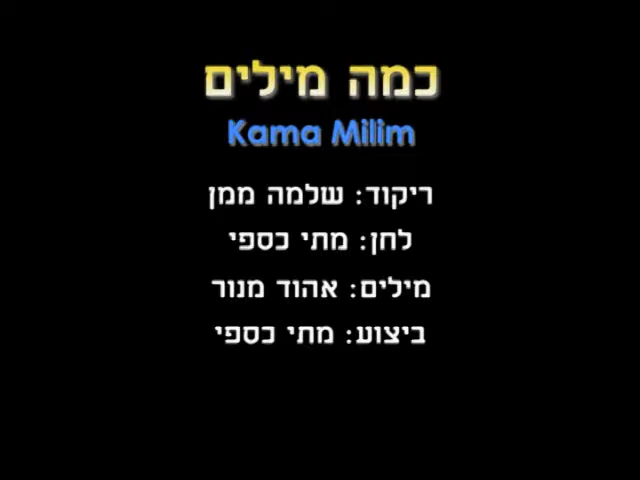 כמה מילים
Kama Milim
ריקוד: שלמה ממן
לחן: מתי כספי
מילים: אהוד מנור
ביצוע: מתי כספי